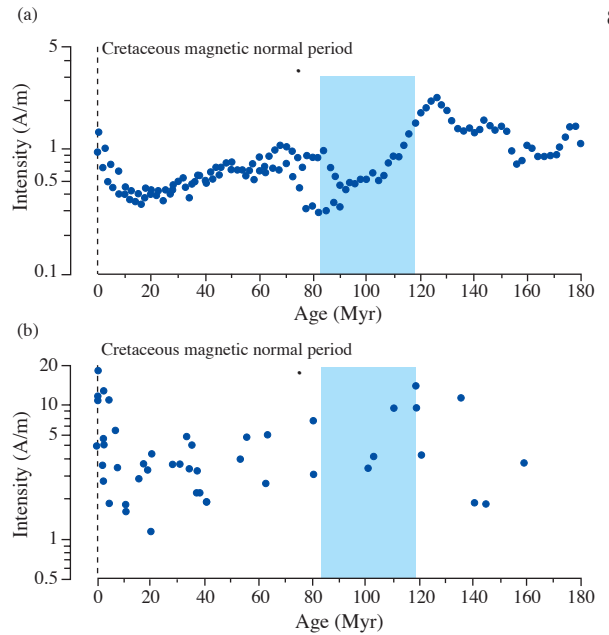 (a)
Cretaceous magnetic normal period
5
1
0.5
0.1
Intensity (A/m)
0 20 40 60 80 100 120 140 160 180
Age (Myr)
(b)
Cretaceous magnetic normal period
20
10
5
1
0.5
Intensity (A/m)
0 20 40 60 80 100 120 140 160 180
Age (Myr)